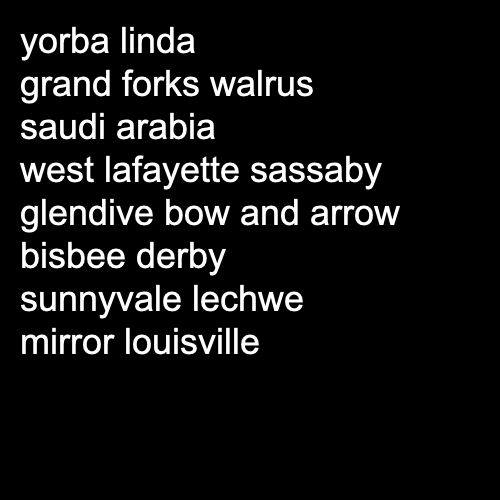 yorba linda
grand forks walrus
saudi arabia
west lafayette sassaby
glendive bow and arrow
bisbee derby
sunnyvale lechwe
mirror louisville